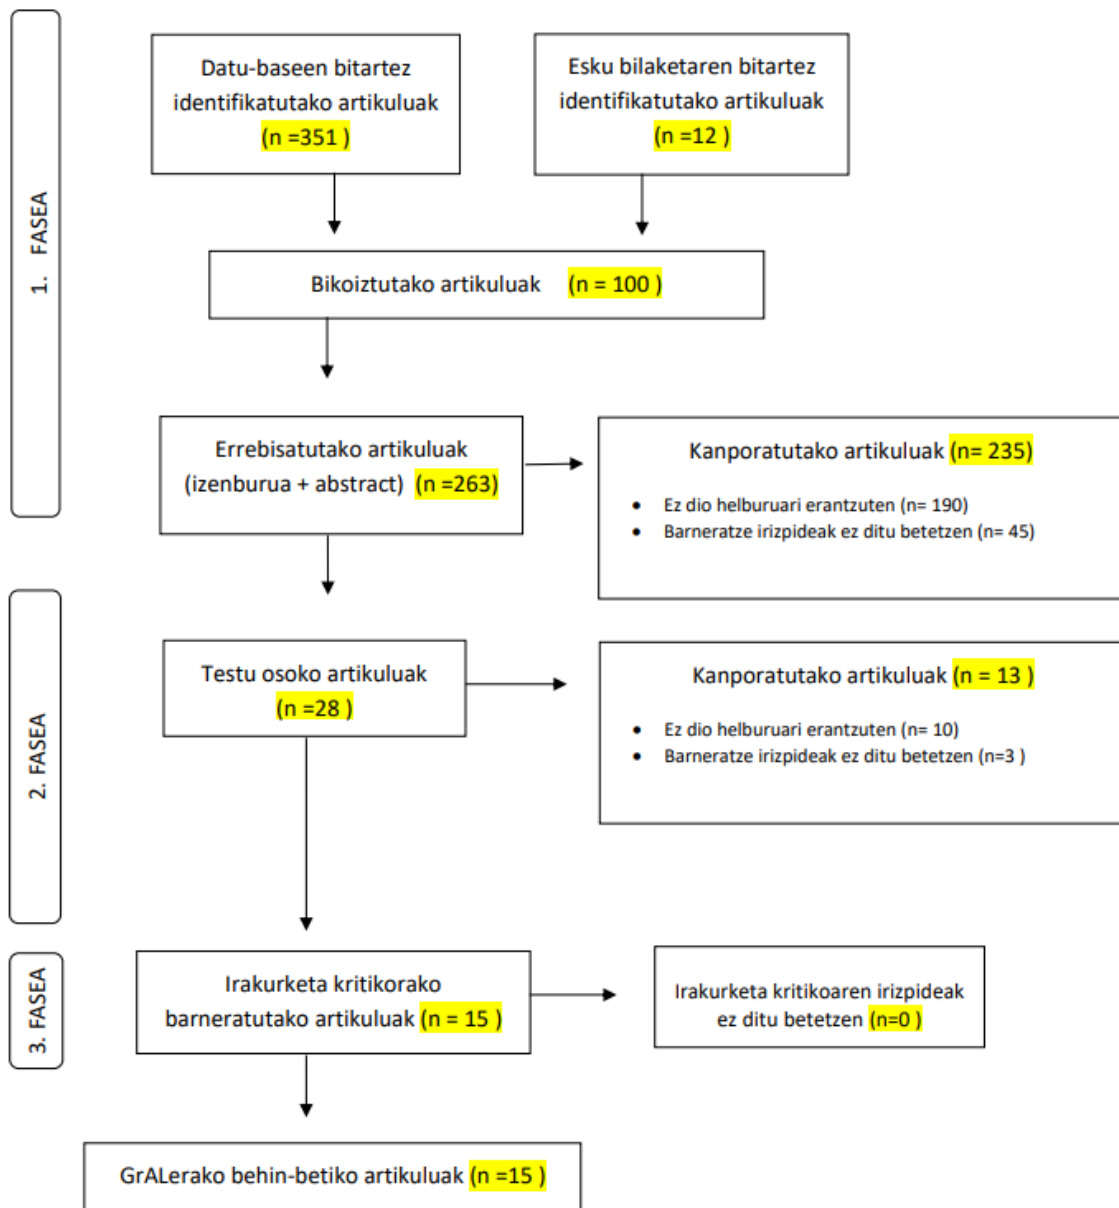 1. FASEA
Datu-baseen bitartez
identifikatutako artikuluak
(n =351 )
Esku bilaketaren bitartez
identifikatutako artikuluak
(n =12 )
Bikoiztutako artikuluak (n = 100 )
Errebisatutako artikuluak
(izenburua + abstract) (n =263)
Kanporatutako artikuluak (n= 235)
• Ez dio helburuari erantzuten (n= 190)
• Barneratze irizpideak ez ditu betetzen (n= 45)
2. FASEA
Testu osoko artikuluak
(n =28 )
Kanporatutako artikuluak (n = 13 )
• Ez dio helburuari erantzuten (n= 10)
• Barneratze irizpideak ez ditu betetzen (n=3 )
3. FASEA
Irakurketa kritikorako
barneratutako artikuluak (n = 15 )
Irakurketa kritikoaren irizpideak
ez ditu betetzen (n=0 )
GrALerako behin-betiko artikuluak (n =15 )